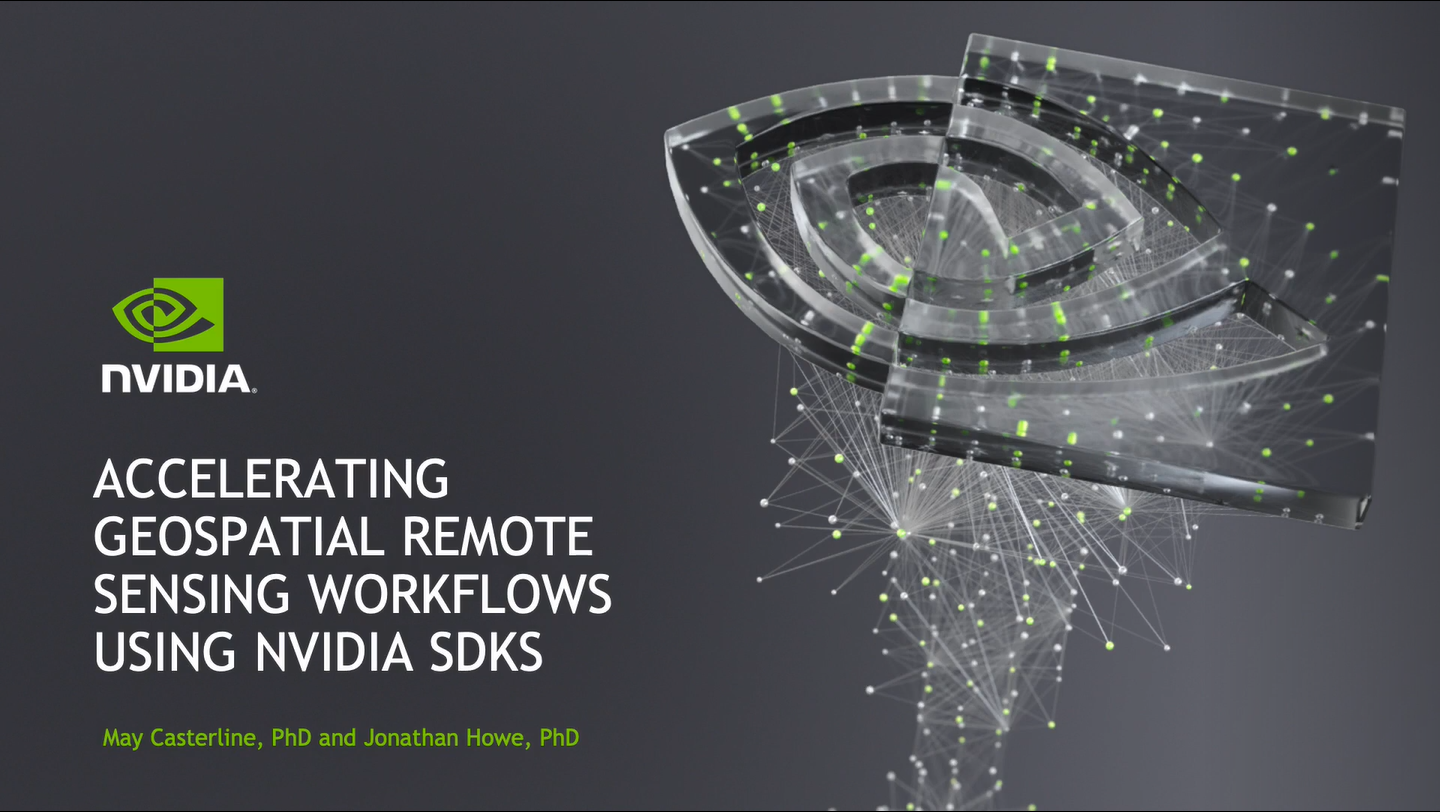 NVIDIA.
ACCELERATING
GEOSPATIAL REMOTE
SENSING WORKFLOWS
USING NVIDIA SDKS
May Casterline, PhD and Jonathan Howe, PhD